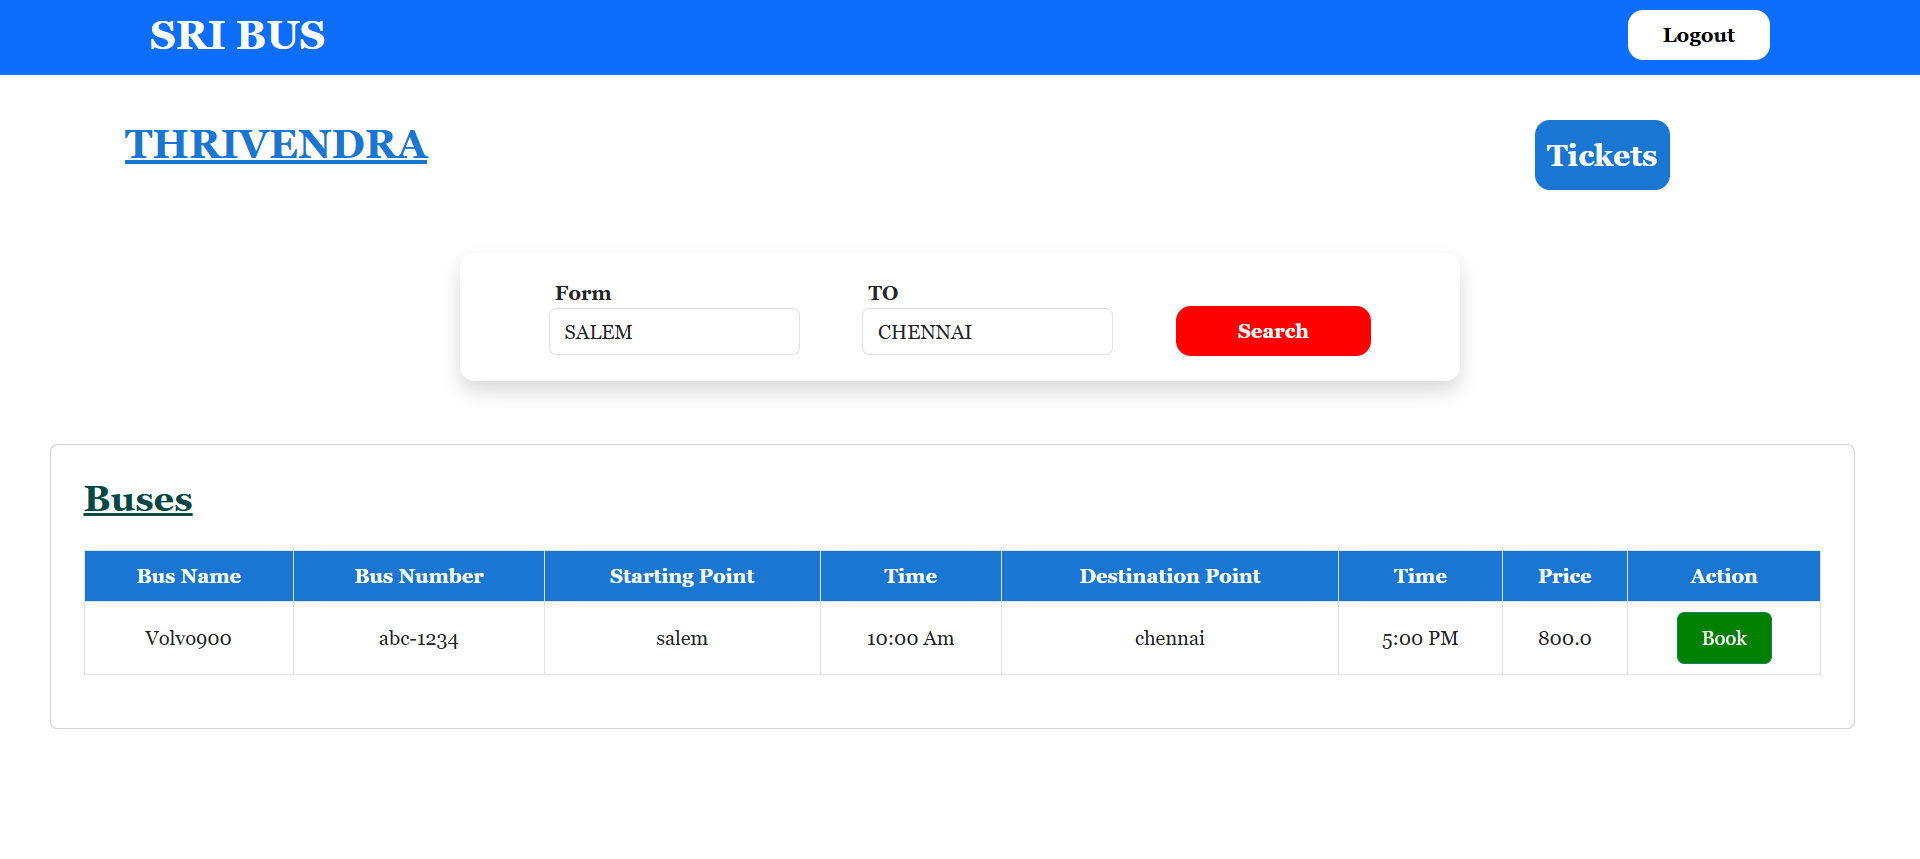 SRI BUS Logout
THRIVENDRA Tickets
Form TO
SALEM CHENNAI Search
Buses
Bus Name Bus Number Starting Point Time Destination Point Time Price Action
Volvo900 abc-1234 salem 10:00 Am chennai 5:00 PM 800.0 Book